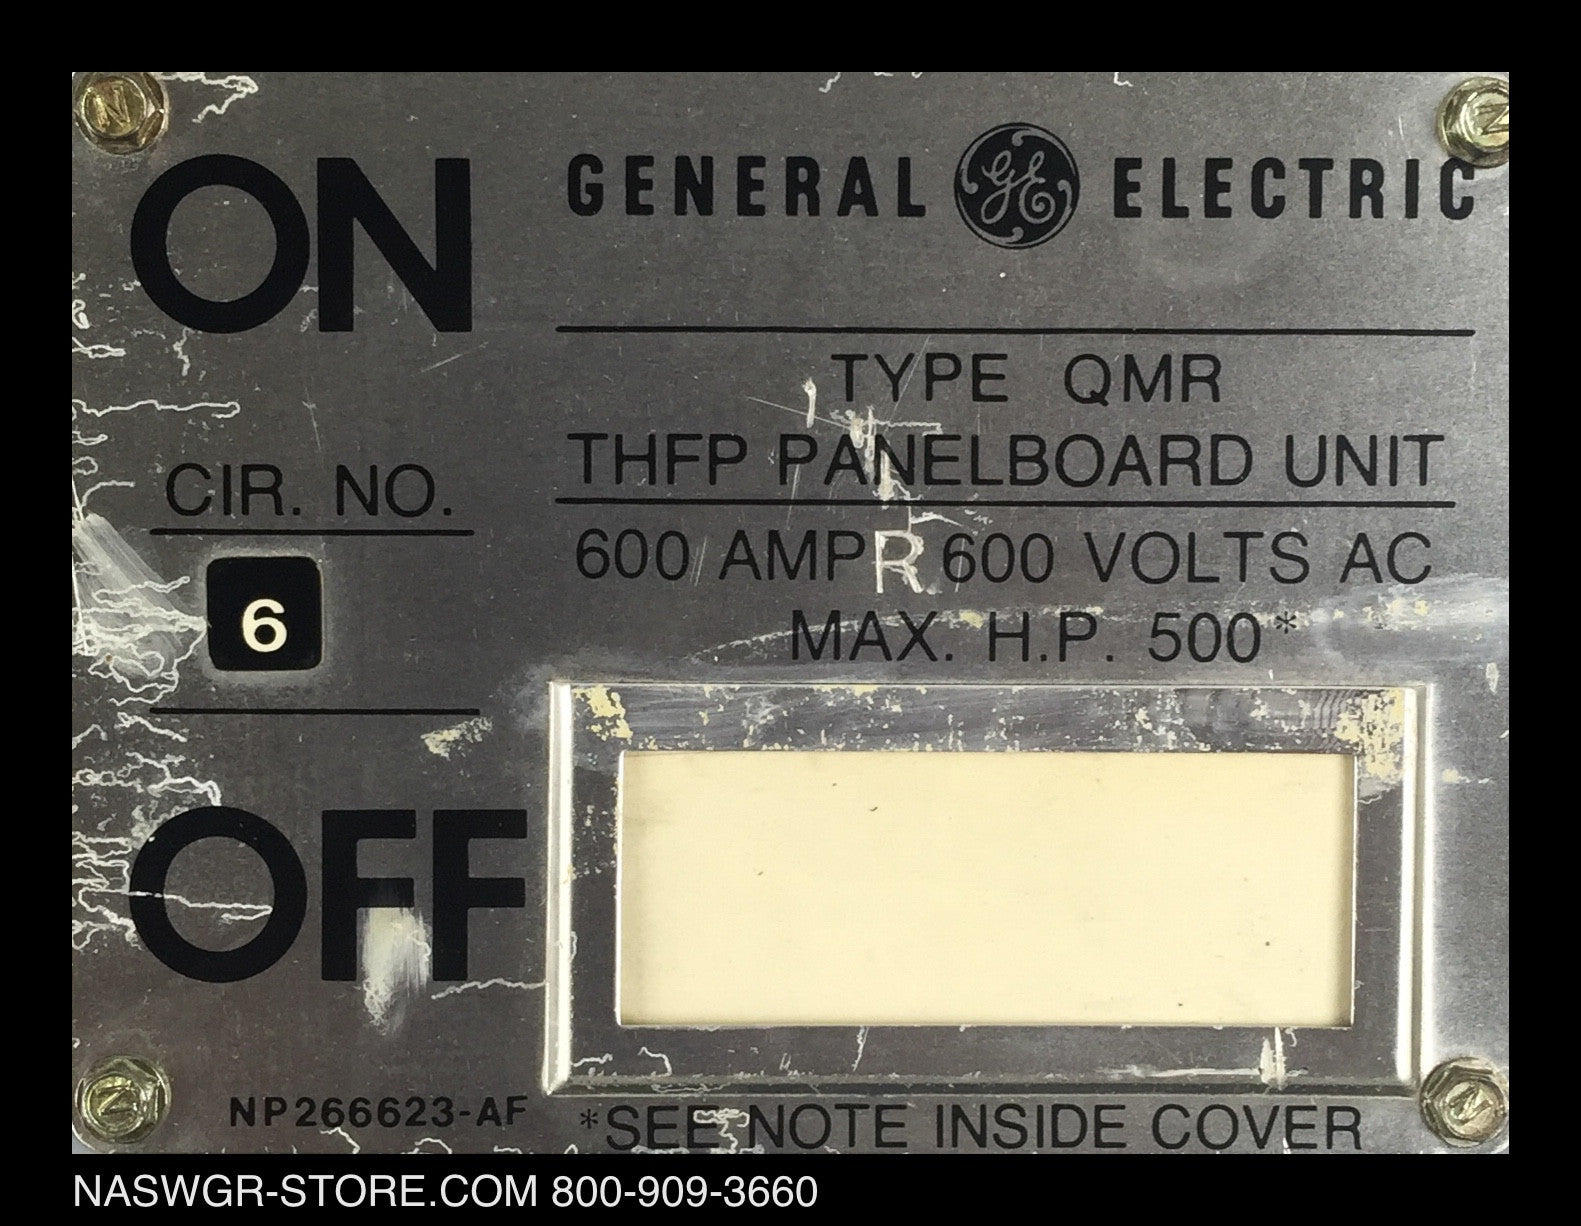 ON
GENERAL GE ELECTRIC
TYPE QMR
THFP PANELBOARD UNIT
CIR. NO.
600 AMP R 600 VOLTS AC
6
MAX. H.P. 500*
OFF
NP266623-AF
*SEE NOTE INSIDE COVER
NASWGR-STORE.COM 800-909-3660